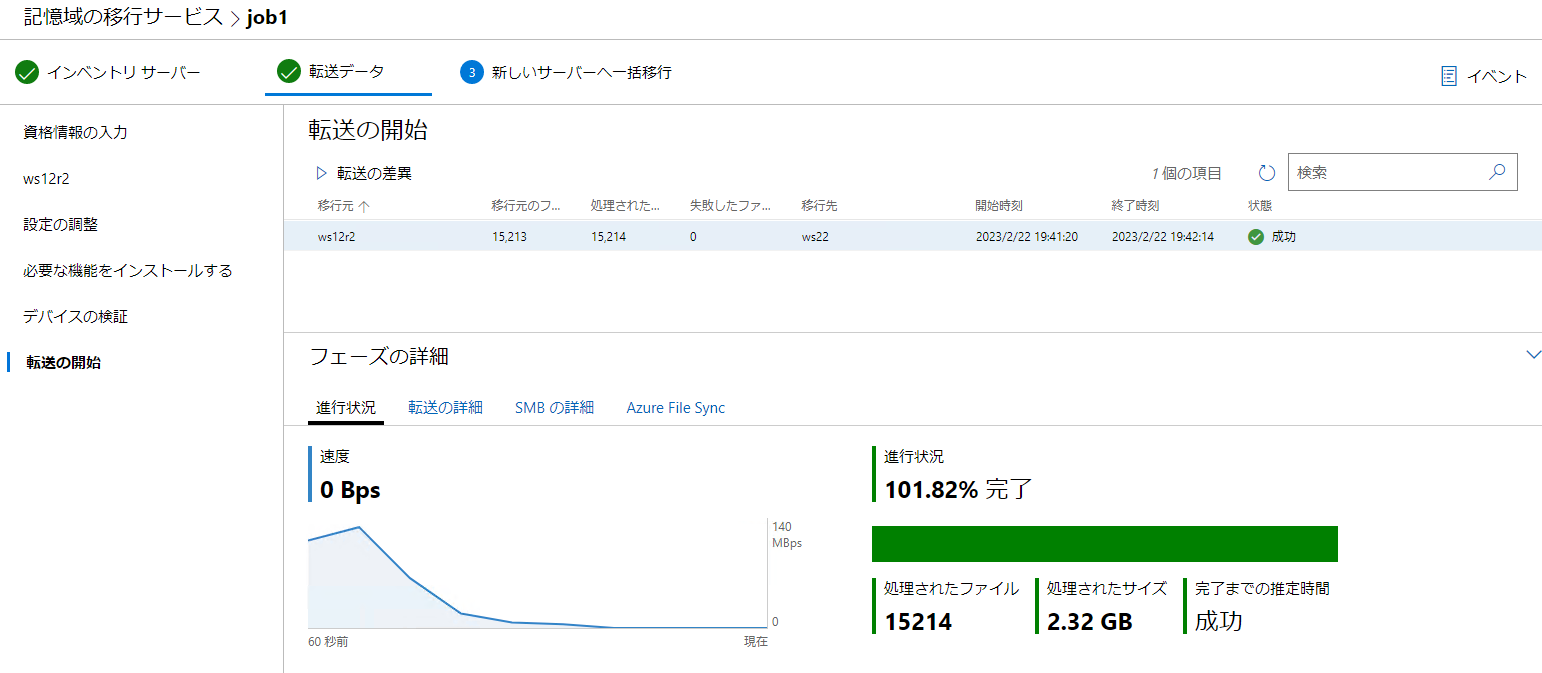 記憶域の移行サービス > job1
インベントリ サーバー
転送データ
3 新しいサーバーへ一括移行
イベント
資格情報の入力
ws12r2
設定の調整
必要な機能をインストールする
デバイスの検証
転送の開始
転送の開始
転送の差異
1 個の項目
検索
移行元 ↑ 移行元のフ... 処理された... 失敗したファ... 移行先 開始時刻 終了時刻 状態
ws12r2 15,213 15,214 0 ws22 2023/2/22 19:41:20 2023/2/22 19:42:14 成功
フェーズの詳細
進行状況 転送の詳細 SMB の詳細 Azure File Sync
速度
0 Bps
140
MBps
0
60 秒前 現在
進行状況
101.82% 完了
処理されたファイル
15214
処理されたサイズ
2.32 GB
完了までの推定時間
成功